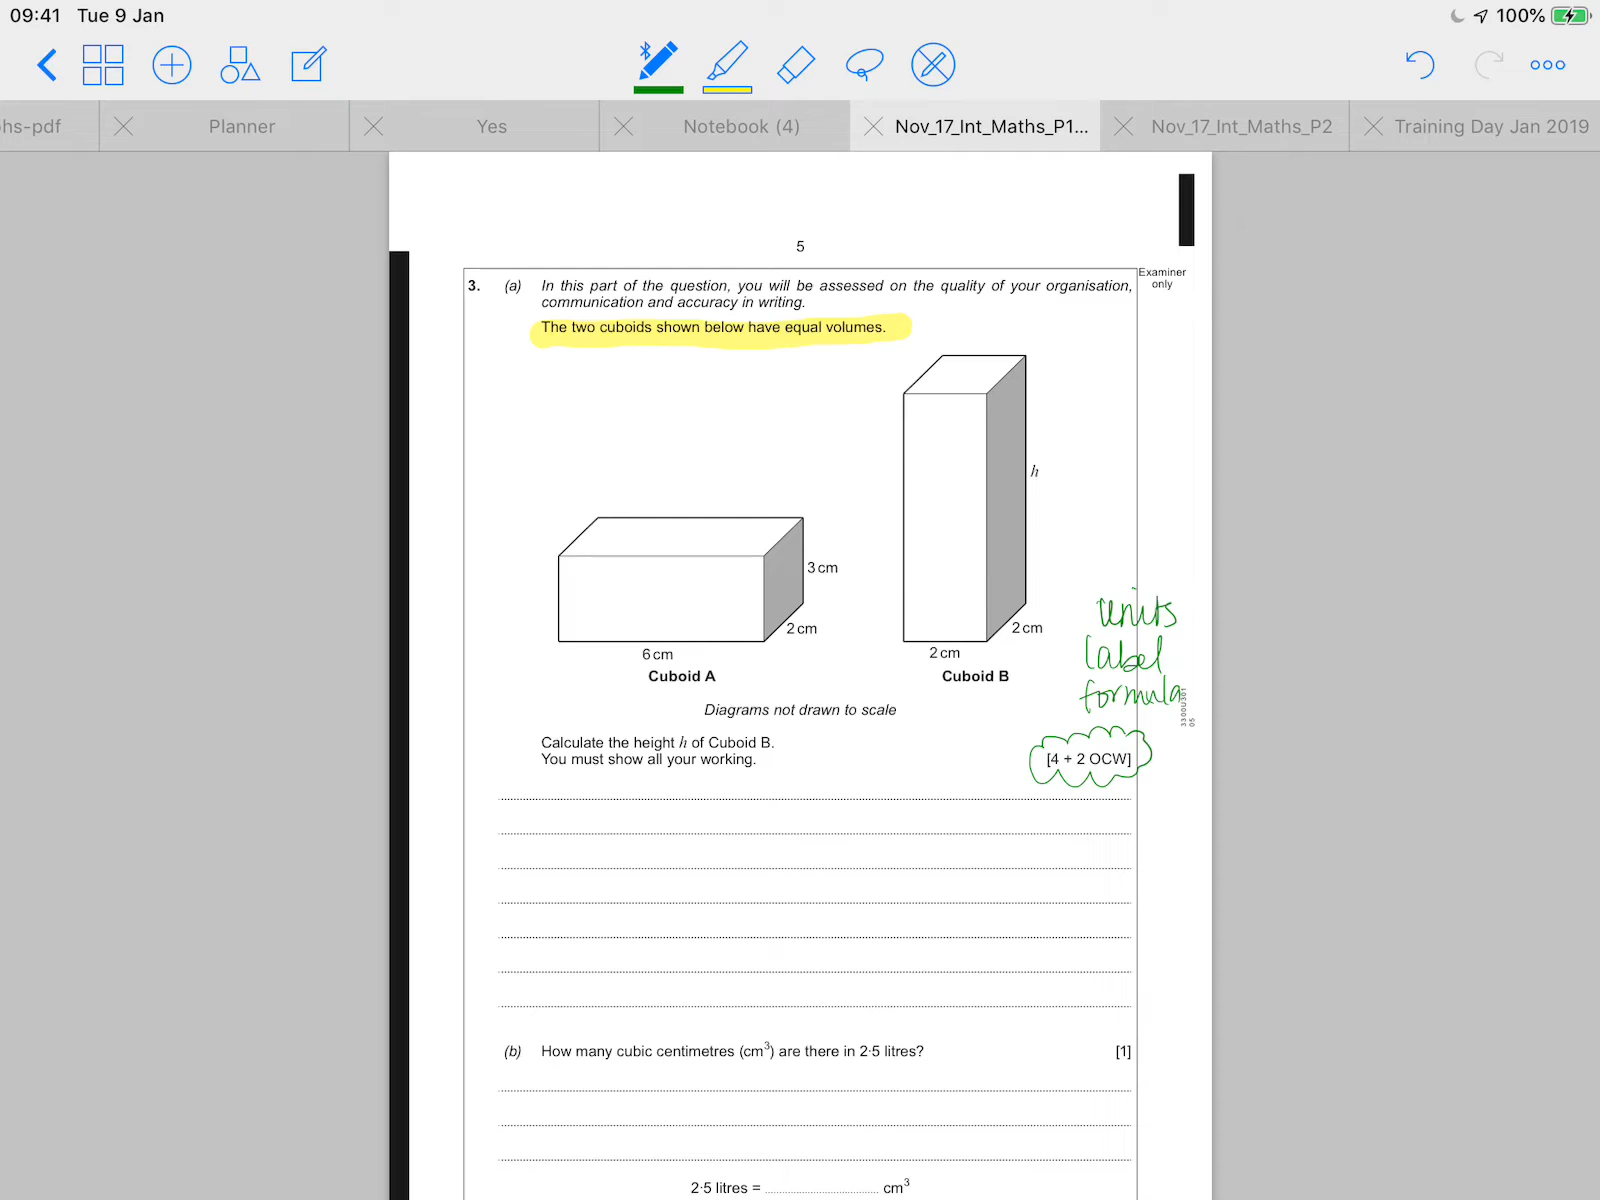 09:41 Tue 9 Jan
100%
hs-pdf
Planner
Yes
Notebook (4)
Nov_17_Int_Maths_P1...
Nov_17_Int_Maths_P2
Training Day Jan 2019
5
Examiner
only
3. (a) In this part of the question, you will be assessed on the quality of your organisation,
communication and accuracy in writing.
The two cuboids shown below have equal volumes.
h
3 cm
2 cm
6 cm
Cuboid A
2 cm
2 cm
Cuboid B
units
label
formula
3300U301
05
Diagrams not drawn to scale
Calculate the height h of Cuboid B.
You must show all your working.
[4 + 2 OCW]
(b) How many cubic centimetres (cm³) are there in 2·5 litres? [1]
2·5 litres = .............................. cm³